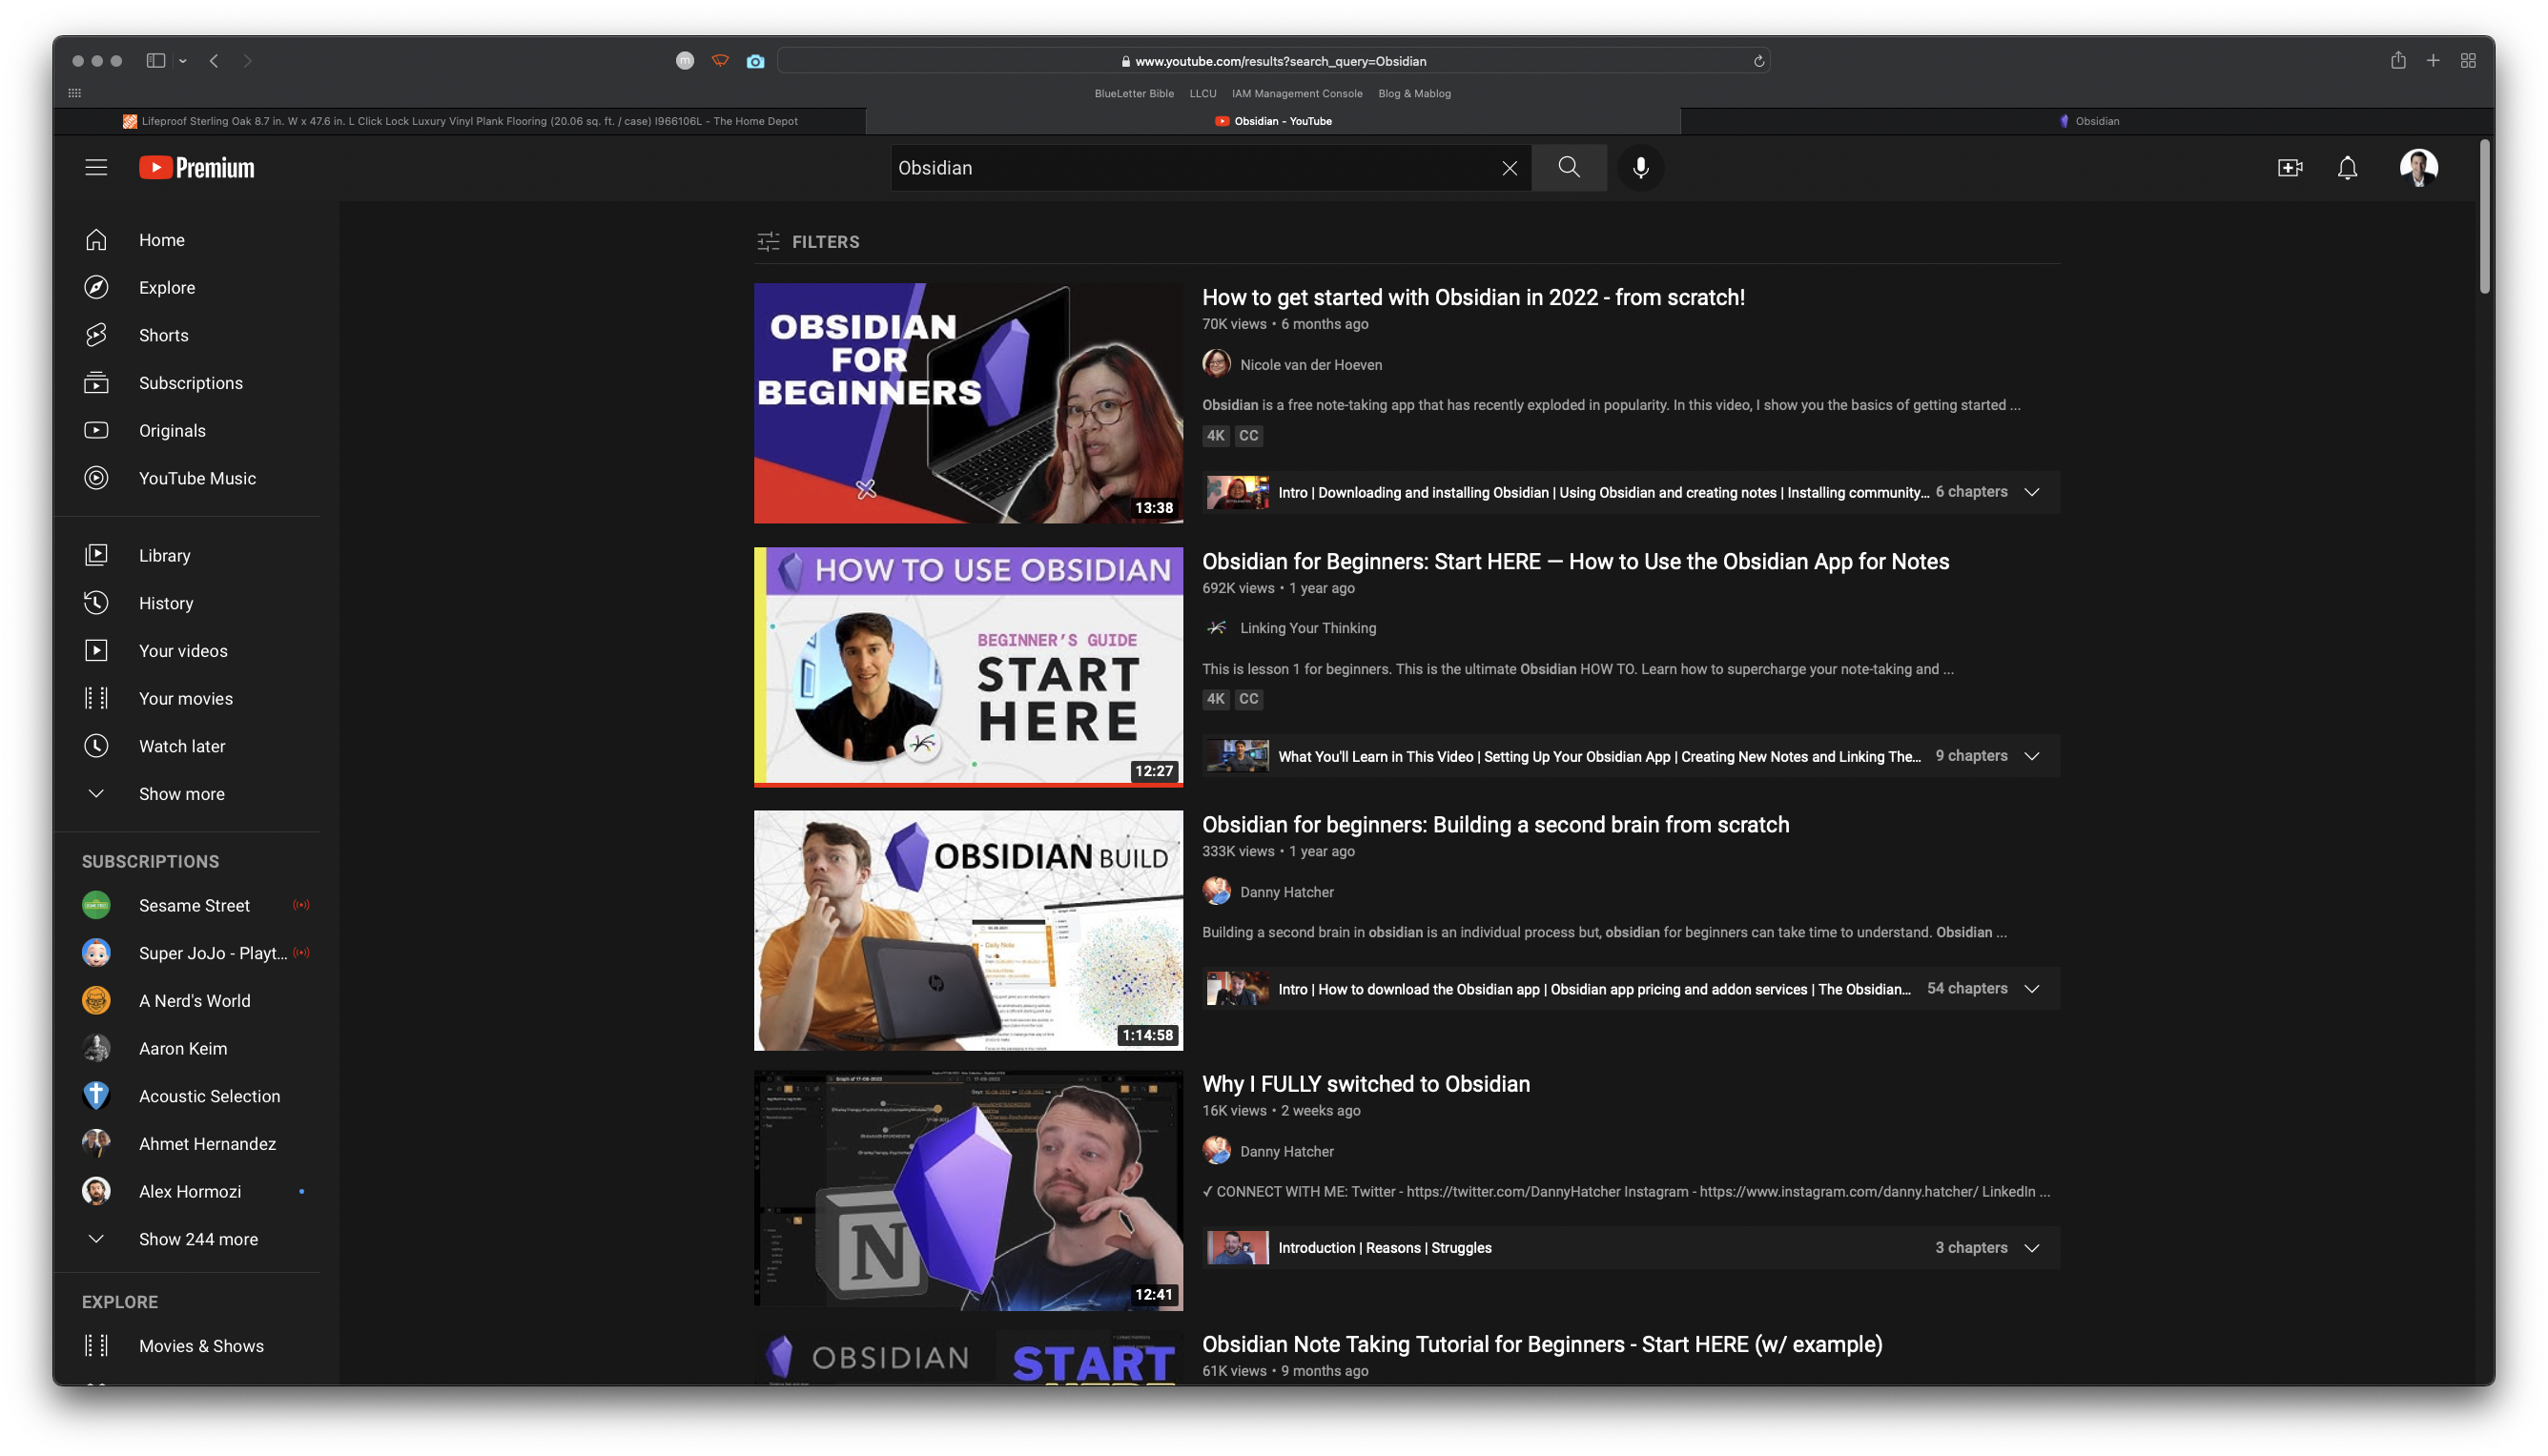 www.youtube.com/results?search_query=Obsidian
BlueLetter Bible LLCU IAM Management Console Blog & Mablog
Lifeproof Sterling Oak 8.7 in. W x 47.6 in. L Click Lock Luxury Vinyl Plank Flooring (20.06 sq. ft. / case) I966106L - The Home Depot
Obsidian - YouTube
Obsidian
Premium
Obsidian
Home
Explore
Shorts
Subscriptions
Originals
YouTube Music
Library
History
Your videos
Your movies
Watch later
Show more
SUBSCRIPTIONS
Sesame Street
Super JoJo - Playt...
A Nerd's World
Aaron Keim
Acoustic Selection
Ahmet Hernandez
Alex Hormozi
Show 244 more
EXPLORE
Movies & Shows
FILTERS
OBSIDIAN
FOR
BEGINNERS
13:38
How to get started with Obsidian in 2022 - from scratch!
70K views • 6 months ago
Nicole van der Hoeven
Obsidian is a free note-taking app that has recently exploded in popularity. In this video, I show you the basics of getting started ...
4K CC
Intro | Downloading and installing Obsidian | Using Obsidian and creating notes | Installing community... 6 chapters
HOW TO USE OBSIDIAN
BEGINNER'S GUIDE
START
HERE
12:27
Obsidian for Beginners: Start HERE — How to Use the Obsidian App for Notes
692K views • 1 year ago
Linking Your Thinking
This is lesson 1 for beginners. This is the ultimate Obsidian HOW TO. Learn how to supercharge your note-taking and ...
4K CC
What You'll Learn in This Video | Setting Up Your Obsidian App | Creating New Notes and Linking The... 9 chapters
OBSIDIAN BUILD
Daily Note
1:14:58
Obsidian for beginners: Building a second brain from scratch
333K views • 1 year ago
Danny Hatcher
Building a second brain in obsidian is an individual process but, obsidian for beginners can take time to understand. Obsidian ...
Intro | How to download the Obsidian app | Obsidian app pricing and addon services | The Obsidian... 54 chapters
N
12:41
Why I FULLY switched to Obsidian
16K views • 2 weeks ago
Danny Hatcher
✓ CONNECT WITH ME: Twitter - https://twitter.com/DannyHatcher Instagram - https://www.instagram.com/danny.hatcher/ LinkedIn ...
Introduction | Reasons | Struggles 3 chapters
OBSIDIAN
START
Obsidian Note Taking Tutorial for Beginners - Start HERE (w/ example)
61K views • 9 months ago